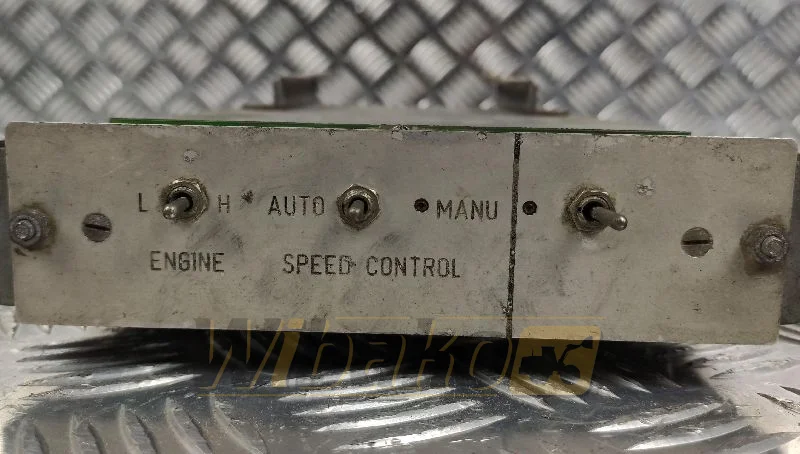 L H AUTO MANU
ENGINE SPEED CONTROL
Wibako